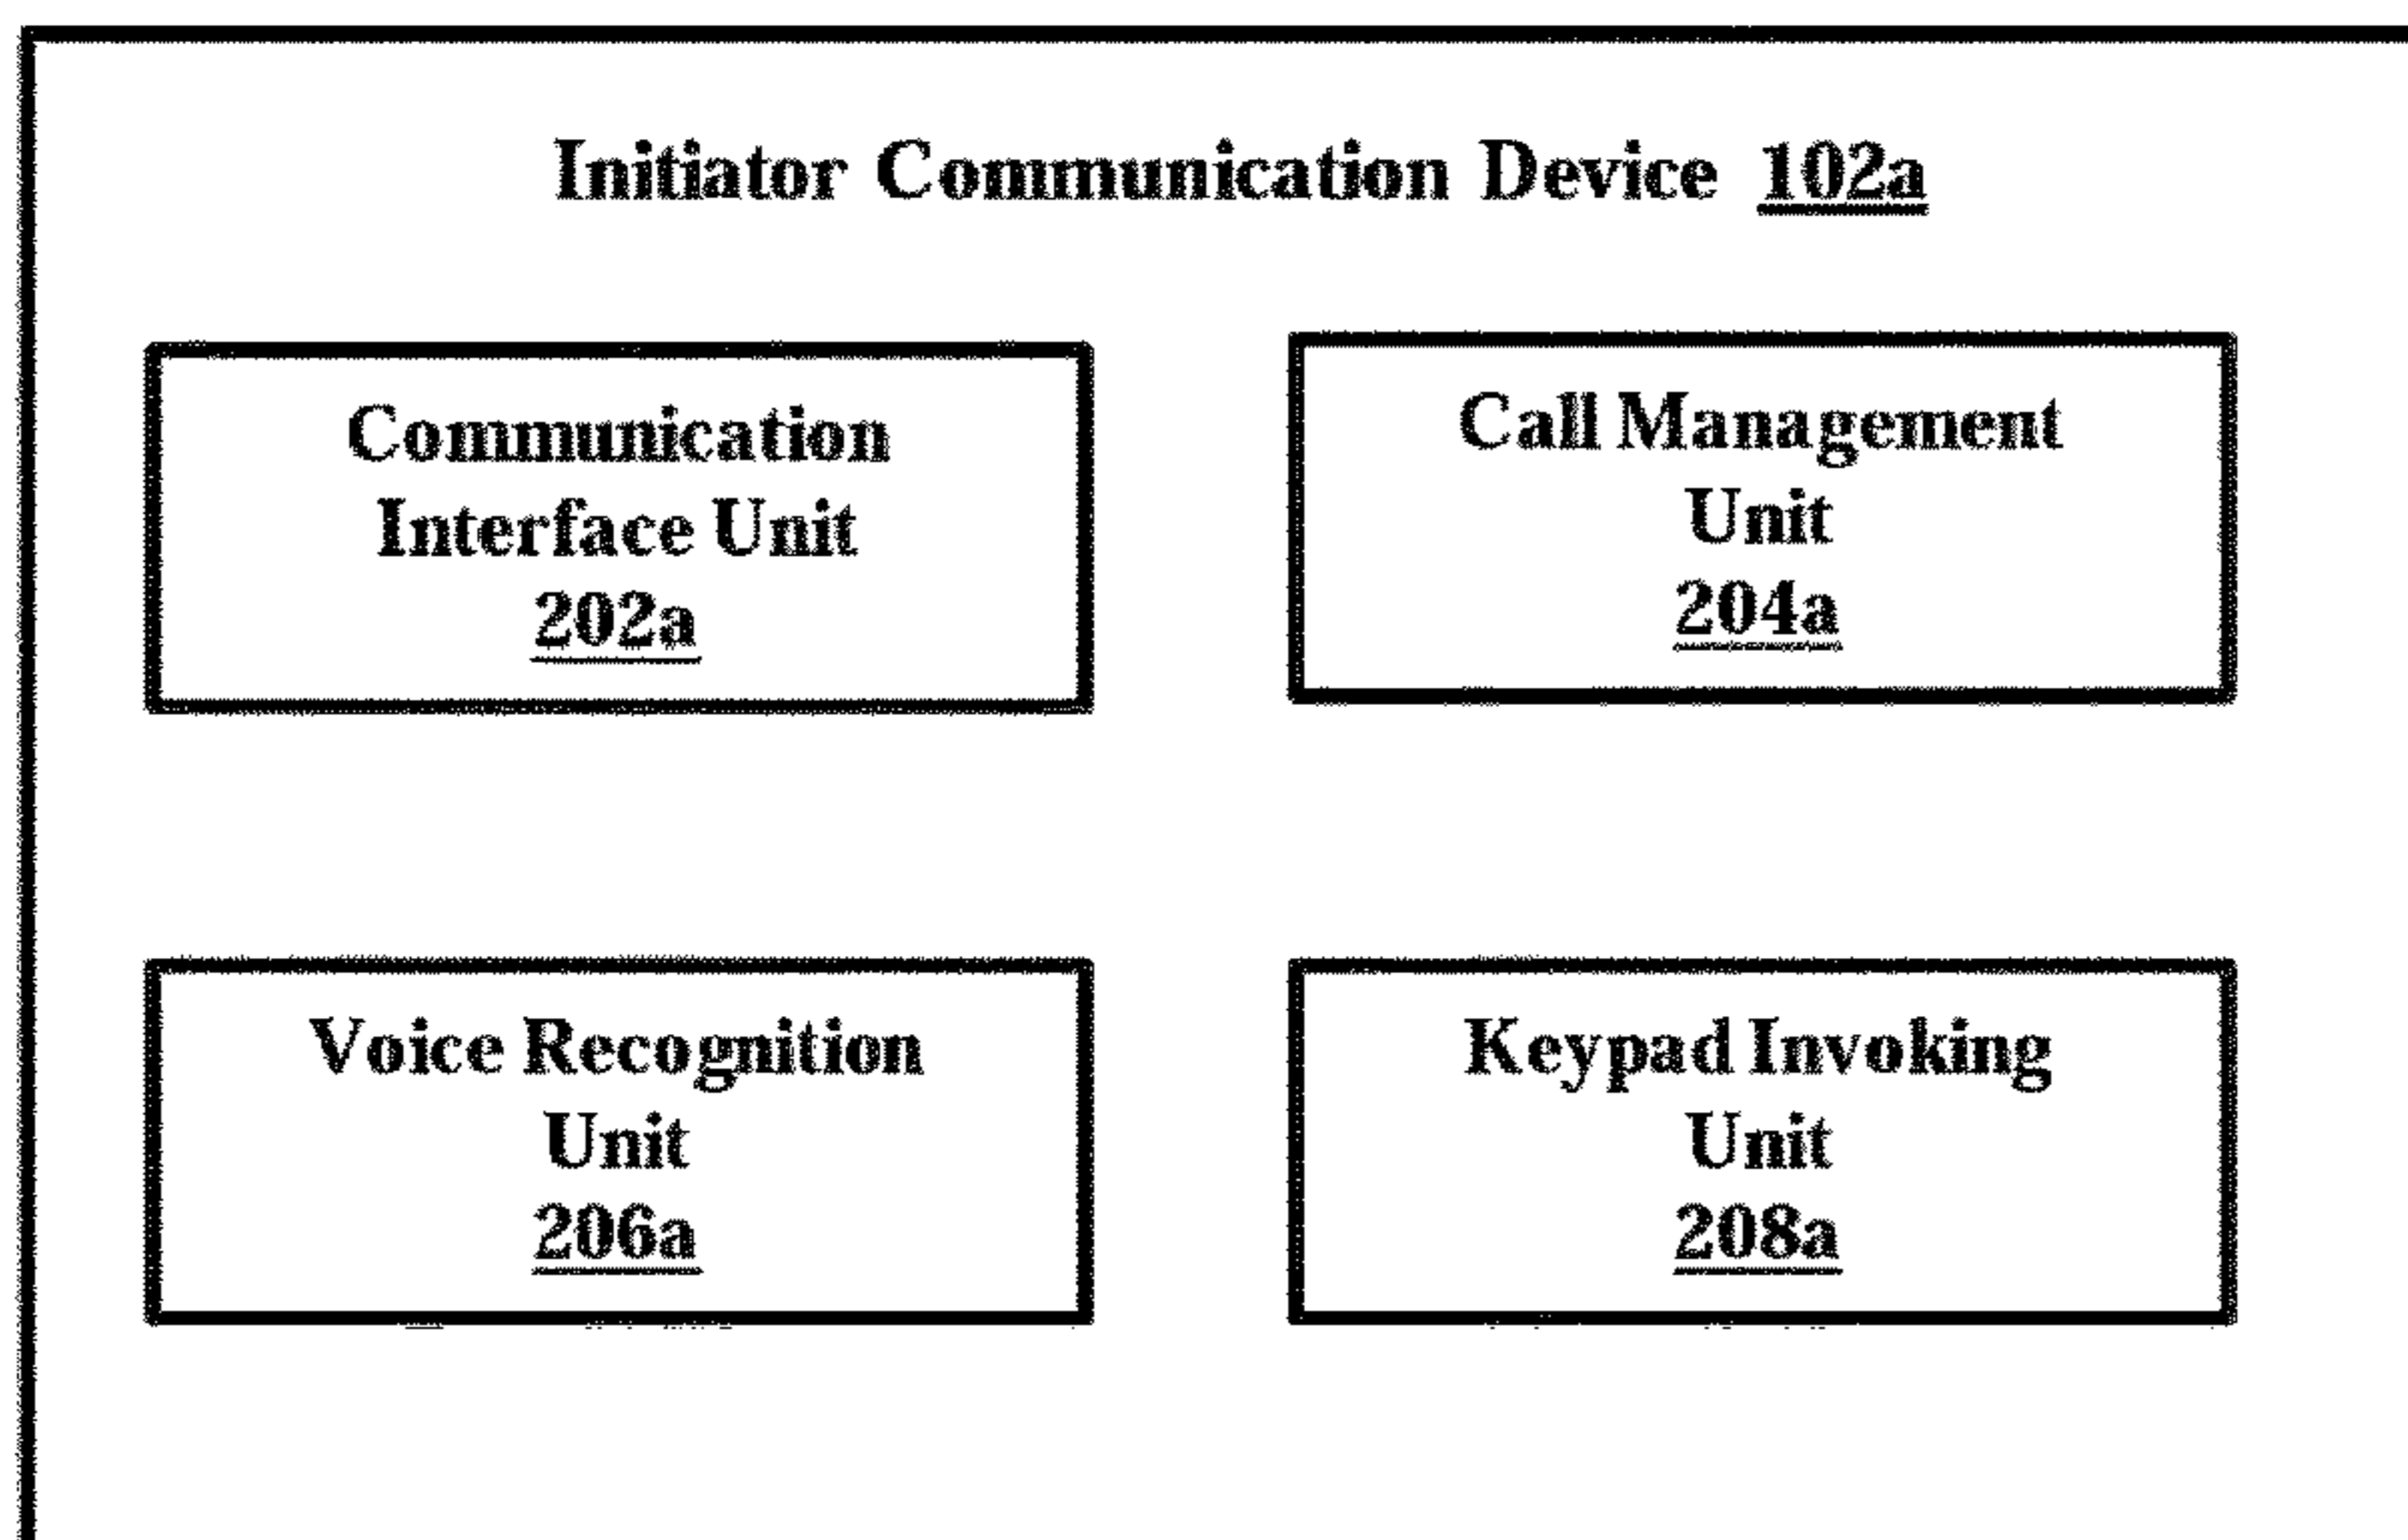 Initiator Communication Device 102a
Communication
Interface Unit
202a
Call Management
Unit
204a
Voice Recognition
Unit
206a
Keypad Invoking
Unit
208a